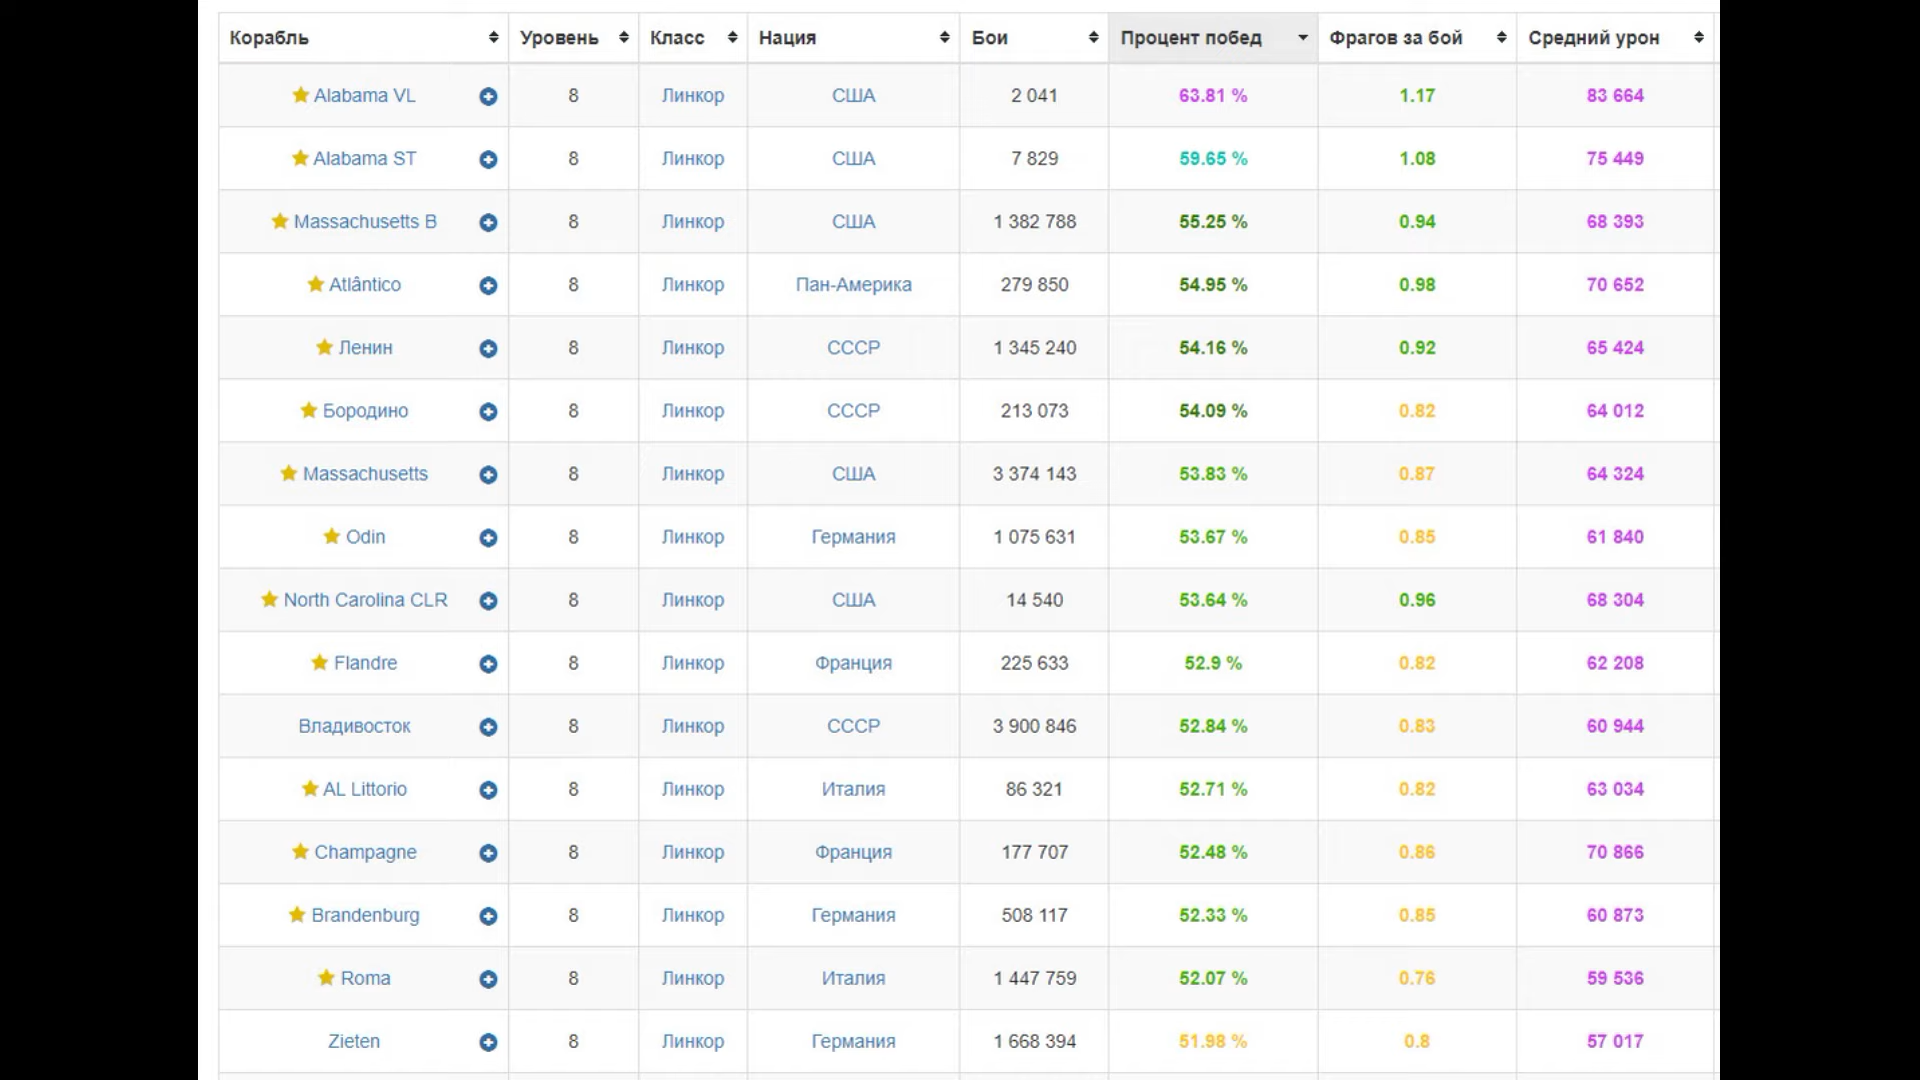 Корабль Уровень Класс Нация Бои Процент побед Фрагов за бой Средний урон
Alabama VL 8 Линкор США 2 041 63.81 % 1.17 83 664
Alabama ST 8 Линкор США 7 829 59.65 % 1.08 75 449
Massachusetts B 8 Линкор США 1 382 788 55.25 % 0.94 68 393
Atlântico 8 Линкор Пан-Америка 279 850 54.95 % 0.98 70 652
Ленин 8 Линкор СССР 1 345 240 54.16 % 0.92 65 424
Бородино 8 Линкор СССР 213 073 54.09 % 0.82 64 012
Massachusetts 8 Линкор США 3 374 143 53.83 % 0.87 64 324
Odin 8 Линкор Германия 1 075 631 53.67 % 0.85 61 840
North Carolina CLR 8 Линкор США 14 540 53.64 % 0.96 68 304
Flandre 8 Линкор Франция 225 633 52.9 % 0.82 62 208
Владивосток 8 Линкор СССР 3 900 846 52.84 % 0.83 60 944
AL Littorio 8 Линкор Италия 86 321 52.71 % 0.82 63 034
Champagne 8 Линкор Франция 177 707 52.48 % 0.86 70 866
Brandenburg 8 Линкор Германия 508 117 52.33 % 0.85 60 873
Roma 8 Линкор Италия 1 447 759 52.07 % 0.76 59 536
Zieten 8 Линкор Германия 1 668 394 51.98 % 0.8 57 017